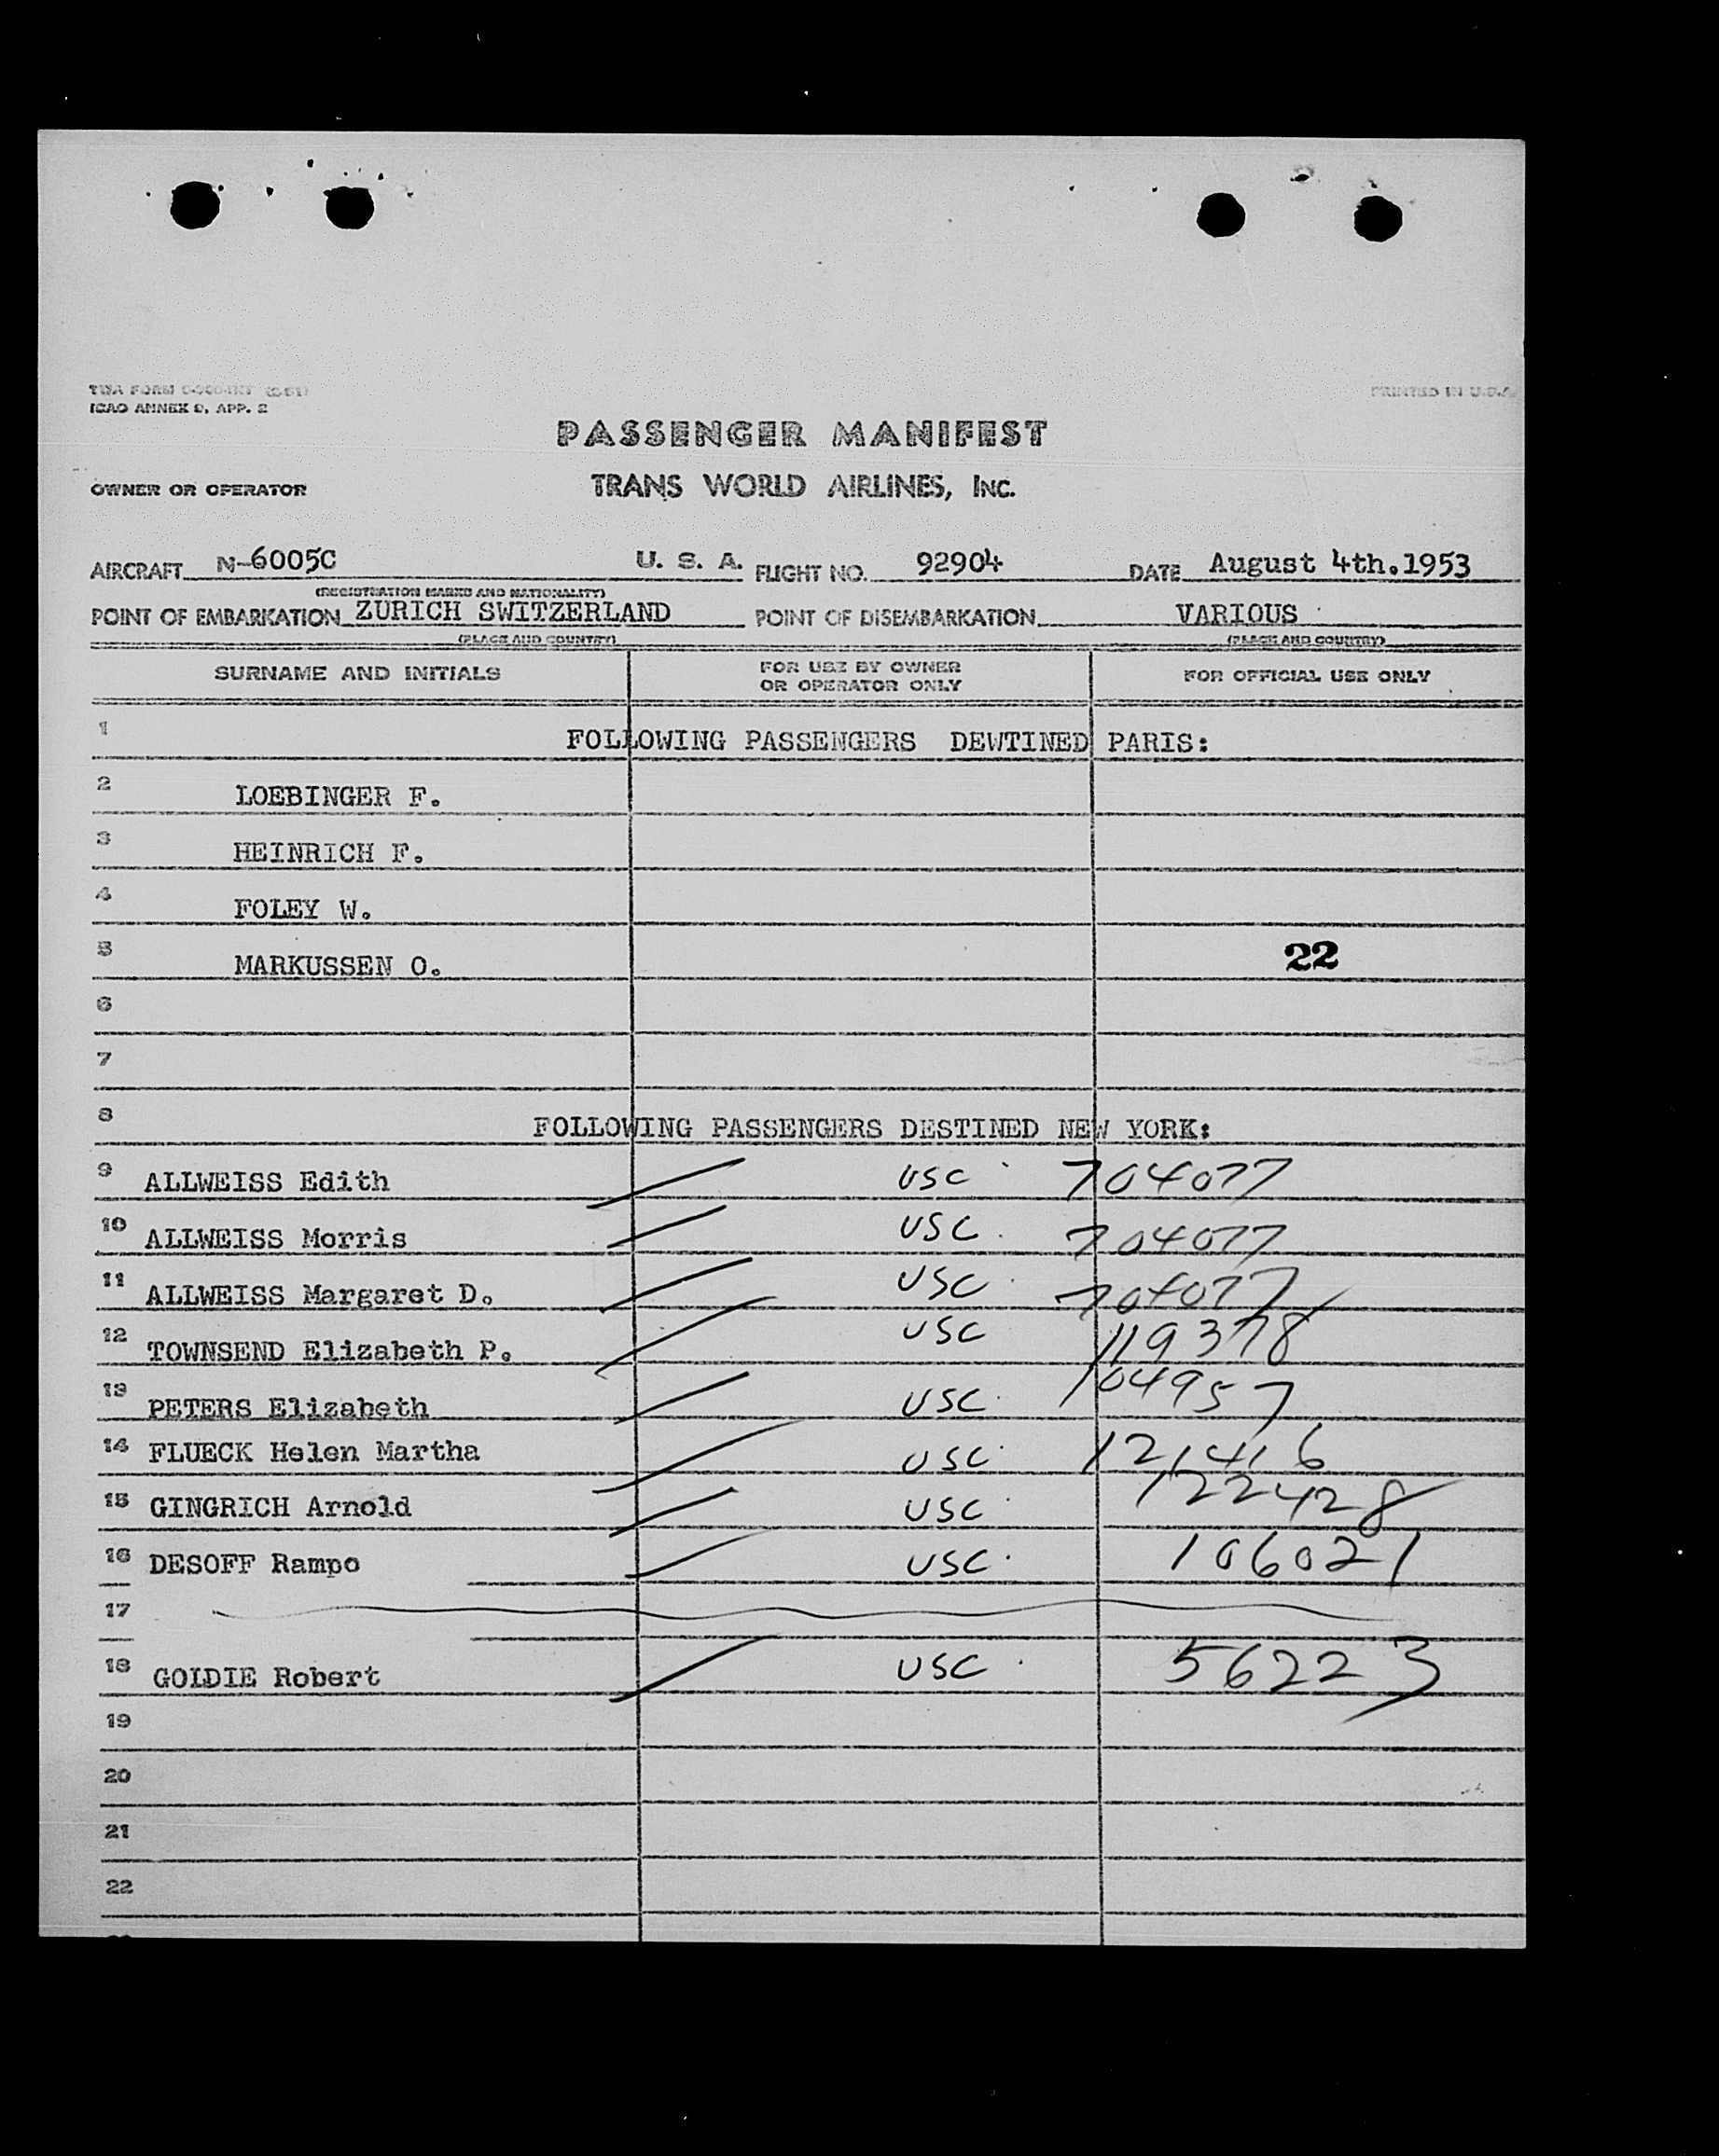 ICAO ANNEX 9, APP. 2
PRINTED IN U.S.A.
PASSENGER MANIFEST
OWNER OR OPERATOR TRANS WORLD AIRLINES, INC.
AIRCRAFT N-6005C U. S. A. FLIGHT NO. 92904 DATE August 4th.1953
(REGISTRATION MARKS AND NATIONALITY)
POINT OF EMBARKATION ZURICH SWITZERLAND POINT OF DISEMBARKATION VARIOUS
(PLACE AND COUNTRY) (PLACE AND COUNTRY)
SURNAME AND INITIALS FOR USE BY OWNER OR OPERATOR ONLY FOR OFFICIAL USE ONLY
1 FOLLOWING PASSENGERS DEWTINED PARIS:
2 LOEBINGER F.
3 HEINRICH F.
4 FOLEY W.
5 MARKUSSEN O. 22
6
7
8 FOLLOWING PASSENGERS DESTINED NEW YORK:
9 ALLWEISS Edith USC 704077
10 ALLWEISS Morris USC. 704077
11 ALLWEISS Margaret D. USC. 704077
12 TOWNSEND Elizabeth P. USC 119378
13 PETERS Elizabeth USC. 104957
14 FLUECK Helen Martha USC. 121416
15 GINGRICH Arnold USC. 122428
16 DESOFF Rampo USC. 106021
17
18 GOLDIE Robert USC. 56223
19
20
21
22